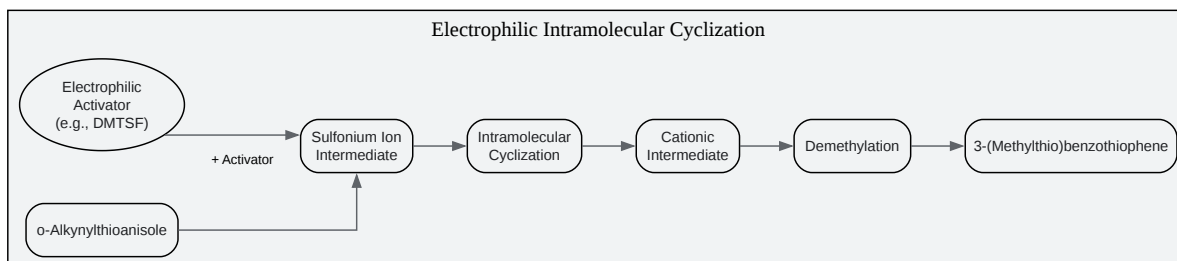 Electrophilic Intramolecular Cyclization
Electrophilic
Activator
(e.g., DMTSF)
+ Activator
o-Alkynylthioanisole
Sulfonium Ion
Intermediate
Intramolecular
Cyclization
Cationic
Intermediate
Demethylation
3-(Methylthio)benzothiophene